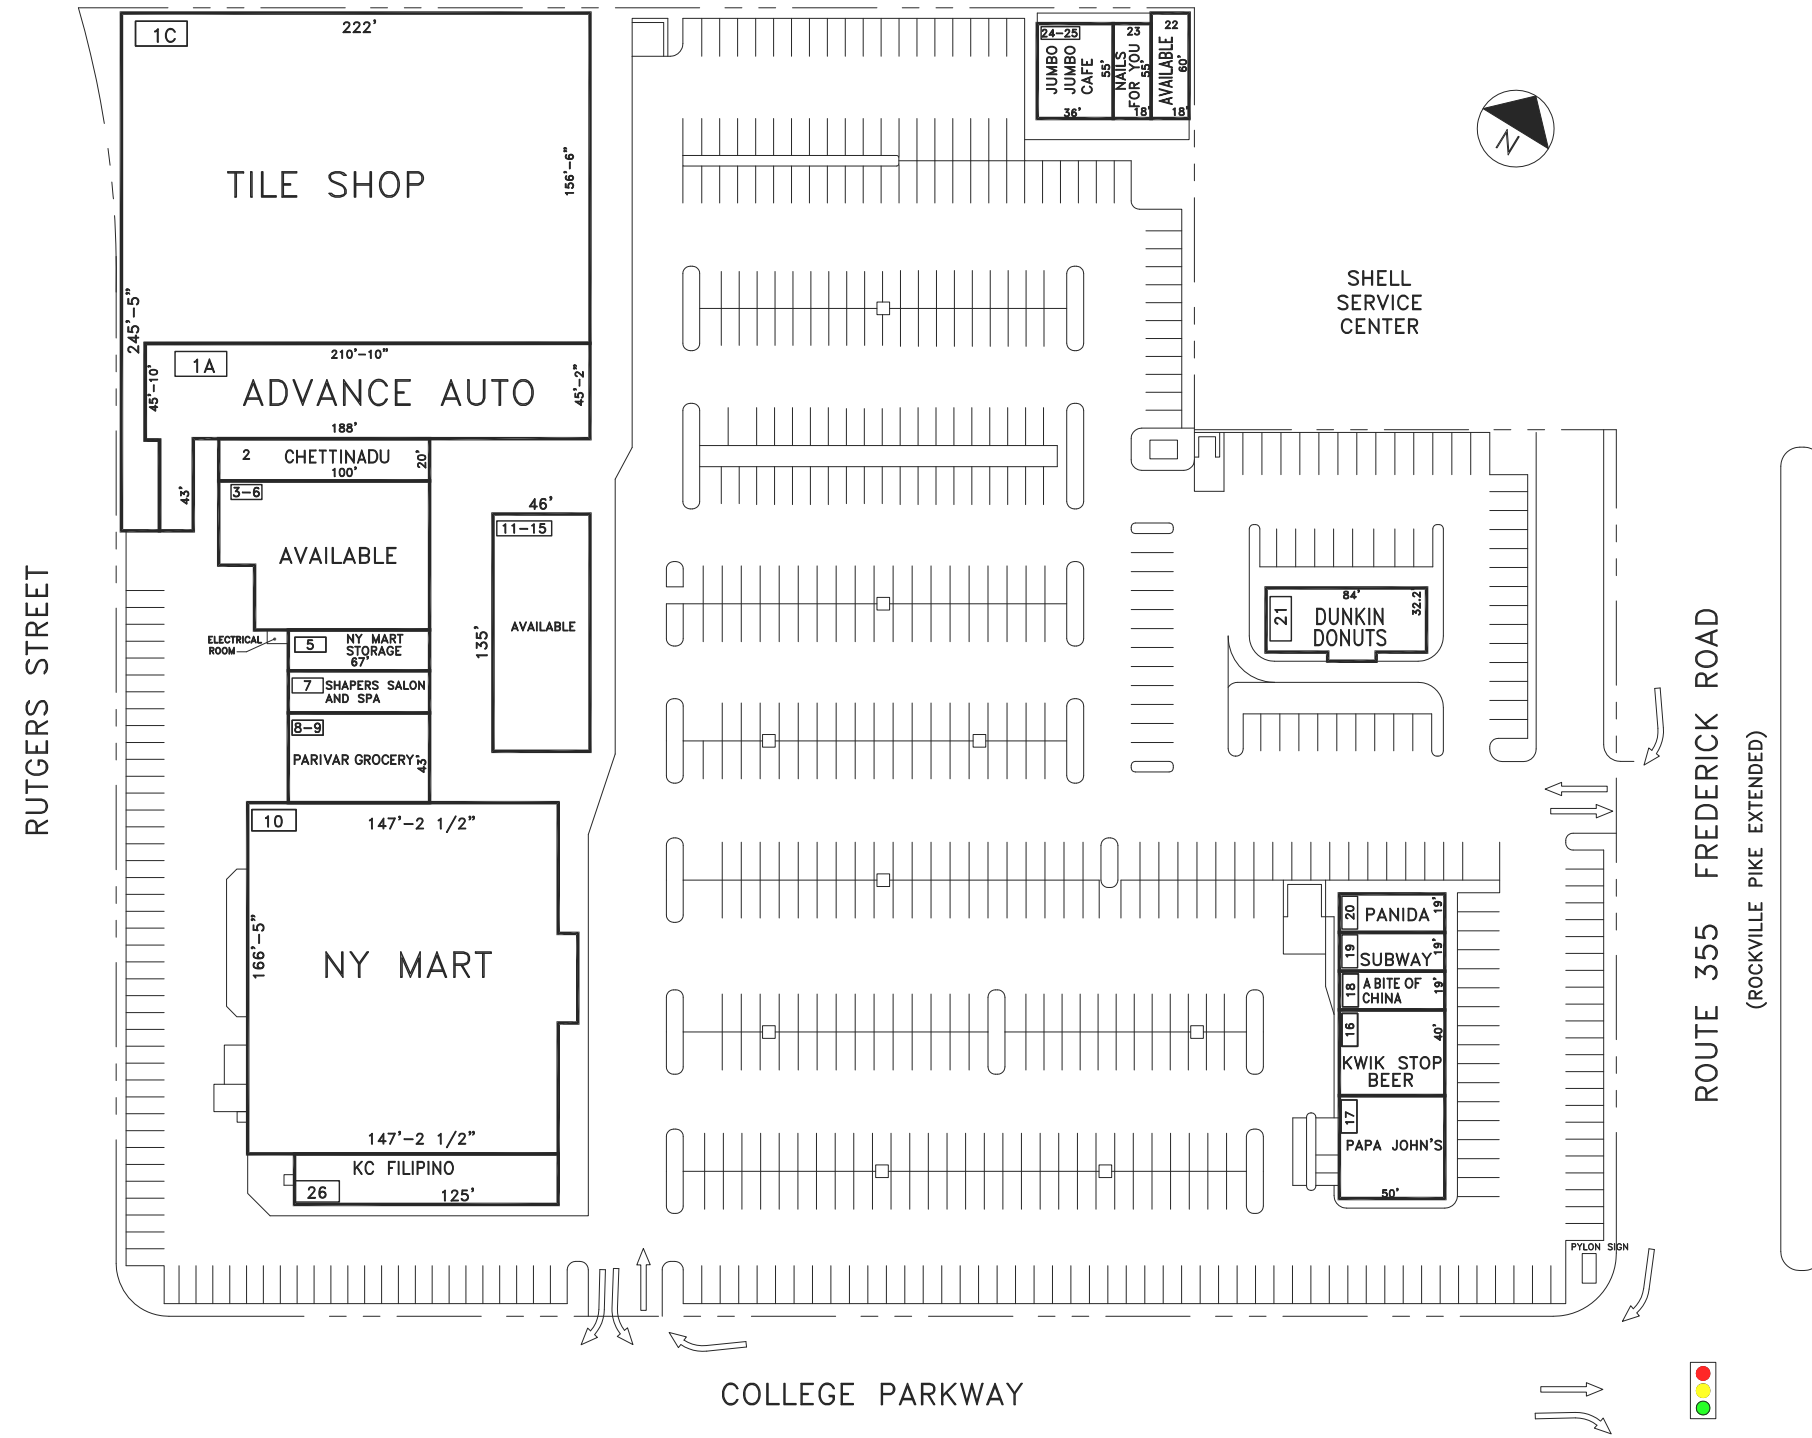 1C
222'
TILE SHOP
156'-6"
245'-5"
1A
210'-10"
ADVANCE AUTO
45'-10'
45'-2"
188'
43'
2
CHETTINADU
100'
20'
3-6
AVAILABLE
ELECTRICAL
ROOM
5
NY MART
STORAGE
67'
7
SHAPERS SALON
AND SPA
8-9
PARIVAR GROCERY
43'
46'
11-15
AVAILABLE
135'
10
147'-2 1/2"
166'-5"
NY MART
147'-2 1/2"
KC FILIPINO
26
125'
24-25
JUMBO
JUMBO
CAFE
55'
36'
23
NAILS
FOR YOU
55'
18'
22
AVAILABLE
60'
18'
N
SHELL
SERVICE
CENTER
21
84'
32.2
DUNKIN
DONUTS
20
PANIDA
19'
19
SUBWAY
19'
18
A BITE OF
CHINA
19'
16
40'
KWIK STOP
BEER
17
PAPA JOHN'S
50'
PYLON SIGN
RUTGERS STREET
ROUTE 355 FREDERICK ROAD
(ROCKVILLE PIKE EXTENDED)
COLLEGE PARKWAY